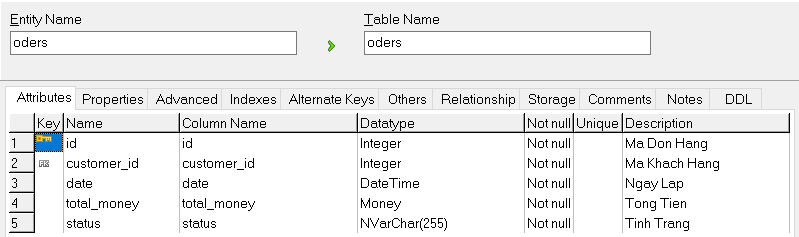 Entity Name Table Name
oders oders
Attributes Properties Advanced Indexes Alternate Keys Others Relationship Storage Comments Notes DDL
Key Name Column Name Datatype Not null Unique Description
1 id id Integer Not null Ma Don Hang
2 customer_id customer_id Integer Not null Ma Khach Hang
3 date date DateTime Not null Ngay Lap
4 total_money total_money Money Not null Tong Tien
5 status status NVarChar(255) Not null Tinh Trang